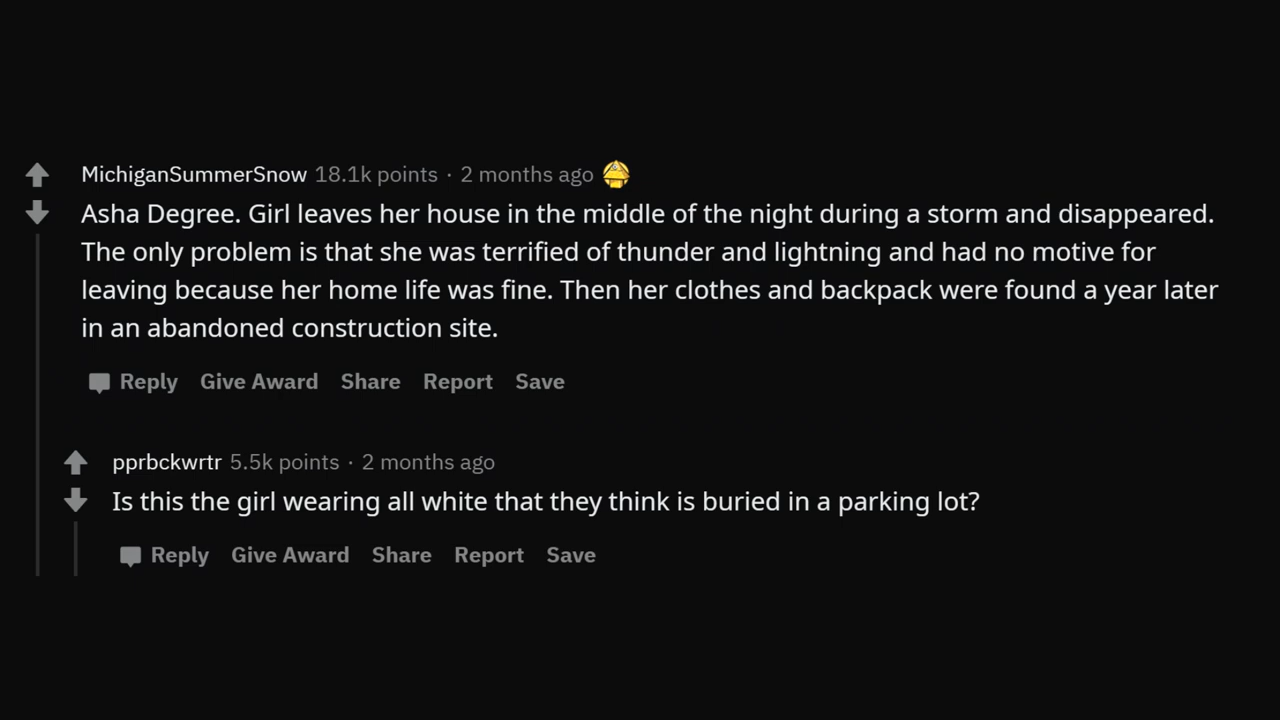 MichiganSummerSnow 18.1k points · 2 months ago
Asha Degree. Girl leaves her house in the middle of the night during a storm and disappeared.
The only problem is that she was terrified of thunder and lightning and had no motive for
leaving because her home life was fine. Then her clothes and backpack were found a year later
in an abandoned construction site.
Reply Give Award Share Report Save
pprbckwrtr 5.5k points · 2 months ago
Is this the girl wearing all white that they think is buried in a parking lot?
Reply Give Award Share Report Save